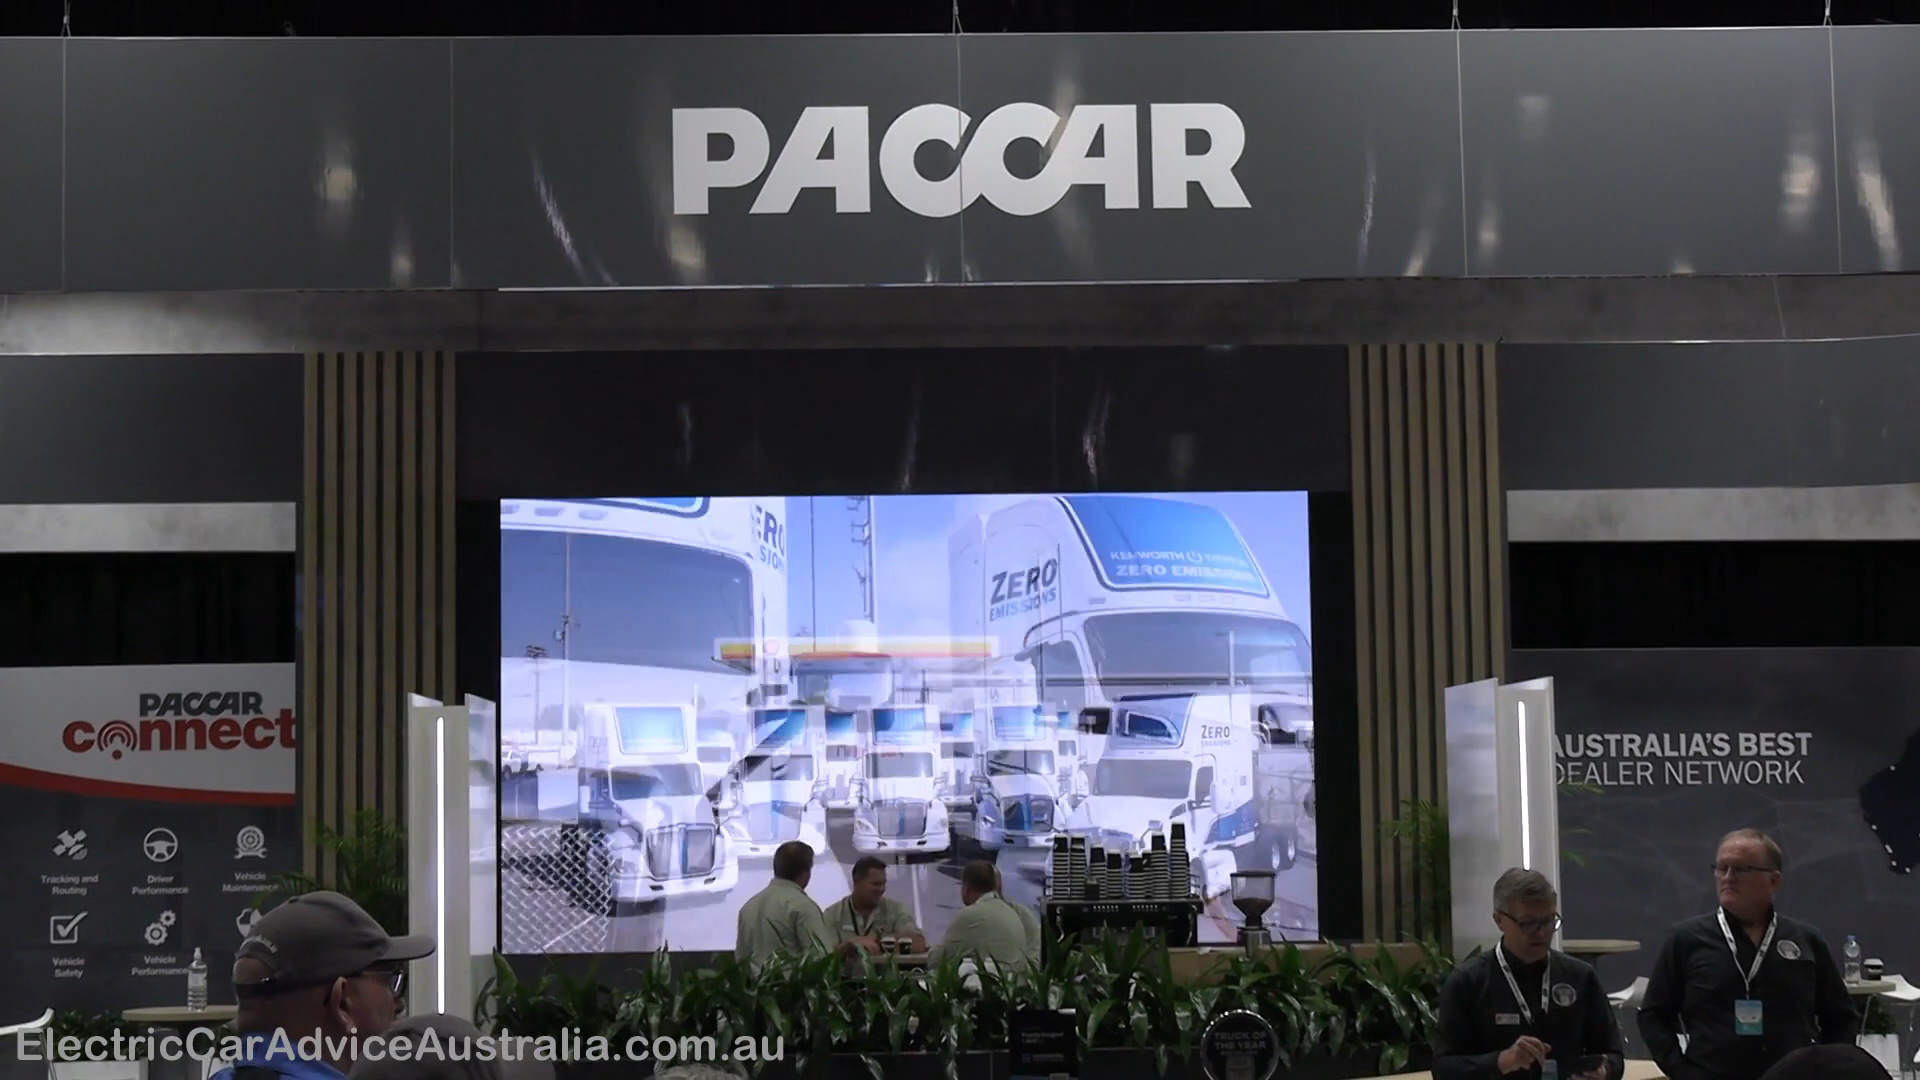 PACCAR
ZERO
EMISSIONS
KENWORTH
ZERO EMISSIONS
ZERO
EMISSIONS
PACCAR
connect
Tracking and
Routing
Driver
Performance
Vehicle
Maintenance
Vehicle
Safety
Vehicle
Performance
AUSTRALIA'S BEST
DEALER NETWORK
TRUCK OF
THE YEAR
ElectricCarAdviceAustralia.com.au